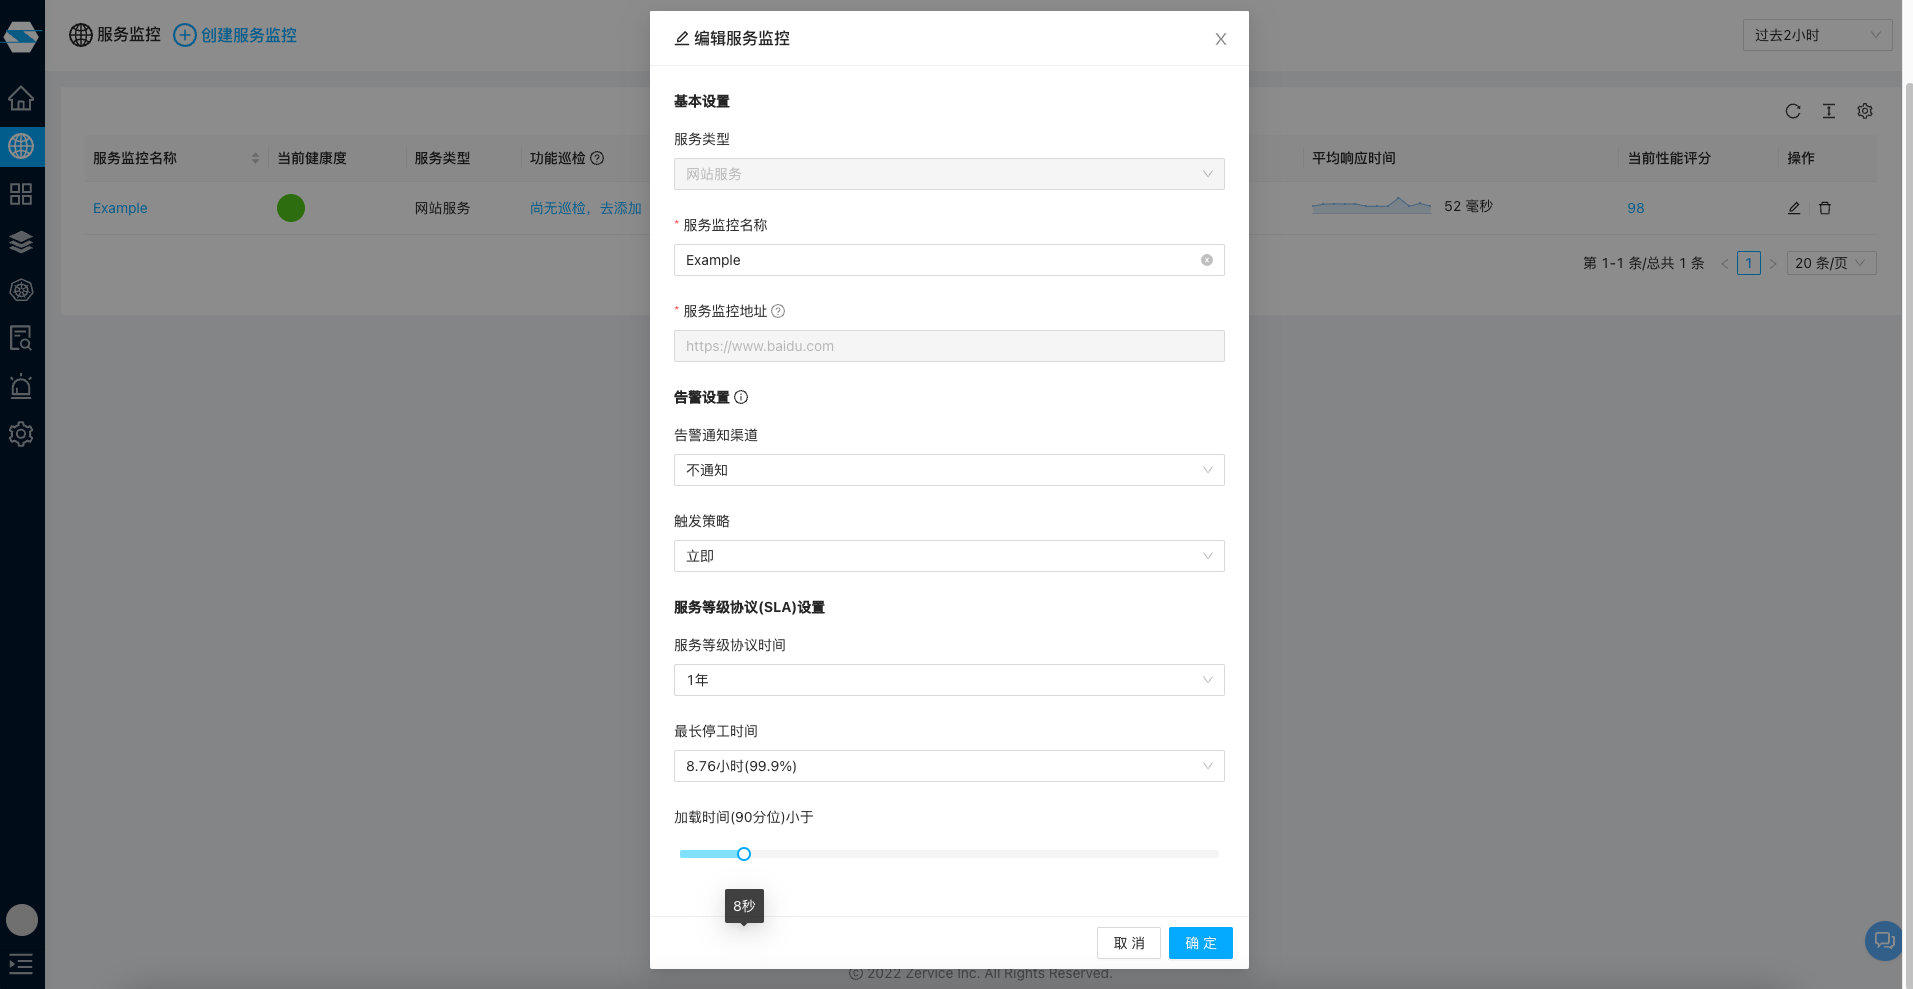 服务监控
创建服务监控
过去2小时
服务监控名称
当前健康度
服务类型
功能巡检
平均响应时间
当前性能评分
操作
Example
网站服务
尚无巡检，去添加
52 毫秒
98
第 1-1 条/总共 1 条
1
20 条/页
编辑服务监控
基本设置
服务类型
网站服务
* 服务监控名称
Example
* 服务监控地址
https://www.baidu.com
告警设置
告警通知渠道
不通知
触发策略
立即
服务等级协议(SLA)设置
服务等级协议时间
1年
最长停工时间
8.76小时(99.9%)
加载时间(90分位)小于
8秒
取 消
确 定
© 2022 Zervice Inc. All Rights Reserved.